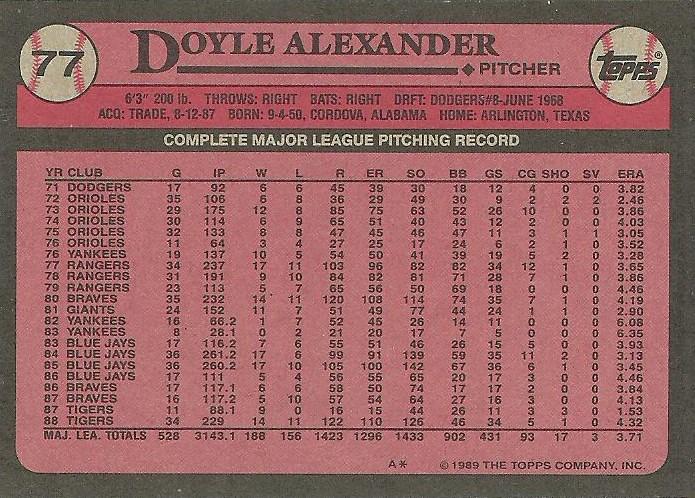 77
DOYLE ALEXANDER
PITCHER
TOPPS®
6'3" 200 lb. THROWS: RIGHT BATS: RIGHT DRFT: DODGERS#8-JUNE 1968
ACQ: TRADE, 8-12-87 BORN: 9-4-50, CORDOVA, ALABAMA HOME: ARLINGTON, TEXAS
COMPLETE MAJOR LEAGUE PITCHING RECORD
YR CLUB G IP W L R ER SO BB GS CG SHO SV ERA
71 DODGERS 17 92 6 6 45 39 30 18 12 4 0 0 3.82
72 ORIOLES 35 106 6 8 36 29 49 30 9 2 2 2 2.46
73 ORIOLES 29 175 12 8 85 75 63 52 26 10 0 0 3.86
74 ORIOLES 30 114 6 9 65 51 40 43 12 2 0 0 4.03
75 ORIOLES 32 133 8 8 47 45 46 47 11 3 1 1 3.05
76 ORIOLES 11 64 3 4 27 25 17 24 6 2 1 0 3.52
76 YANKEES 19 137 10 5 54 50 41 39 19 5 2 0 3.28
77 RANGERS 34 237 17 11 103 96 82 82 34 12 1 0 3.65
78 RANGERS 31 191 9 10 84 82 81 71 28 7 1 0 3.86
79 RANGERS 23 113 5 7 65 56 50 69 18 0 0 0 4.46
80 BRAVES 35 232 14 11 120 108 114 74 35 7 1 0 4.19
81 GIANTS 24 152 11 7 51 49 77 44 24 1 1 0 2.90
82 YANKEES 16 66.2 1 7 52 45 26 14 11 0 0 0 6.08
83 YANKEES 8 28.1 0 2 21 20 17 7 5 0 0 0 6.35
83 BLUE JAYS 17 116.2 7 6 55 51 46 26 15 5 0 0 3.93
84 BLUE JAYS 36 261.2 17 6 99 91 139 59 35 11 2 0 3.13
85 BLUE JAYS 36 260.2 17 10 105 100 142 67 36 6 1 0 3.45
86 BLUE JAYS 17 111 5 4 56 55 65 20 17 3 0 0 4.46
86 BRAVES 17 117.1 6 6 58 50 74 17 17 2 0 0 3.84
87 BRAVES 16 117.2 5 10 57 54 64 27 16 3 0 0 4.13
87 TIGERS 11 88.1 9 0 16 15 44 26 11 3 3 0 1.53
88 TIGERS 34 229 14 11 122 110 126 46 34 5 1 0 4.32
MAJ. LEA. TOTALS 528 3143.1 188 156 1423 1296 1433 902 431 93 17 3 3.71
A* © 1989 THE TOPPS COMPANY, INC.